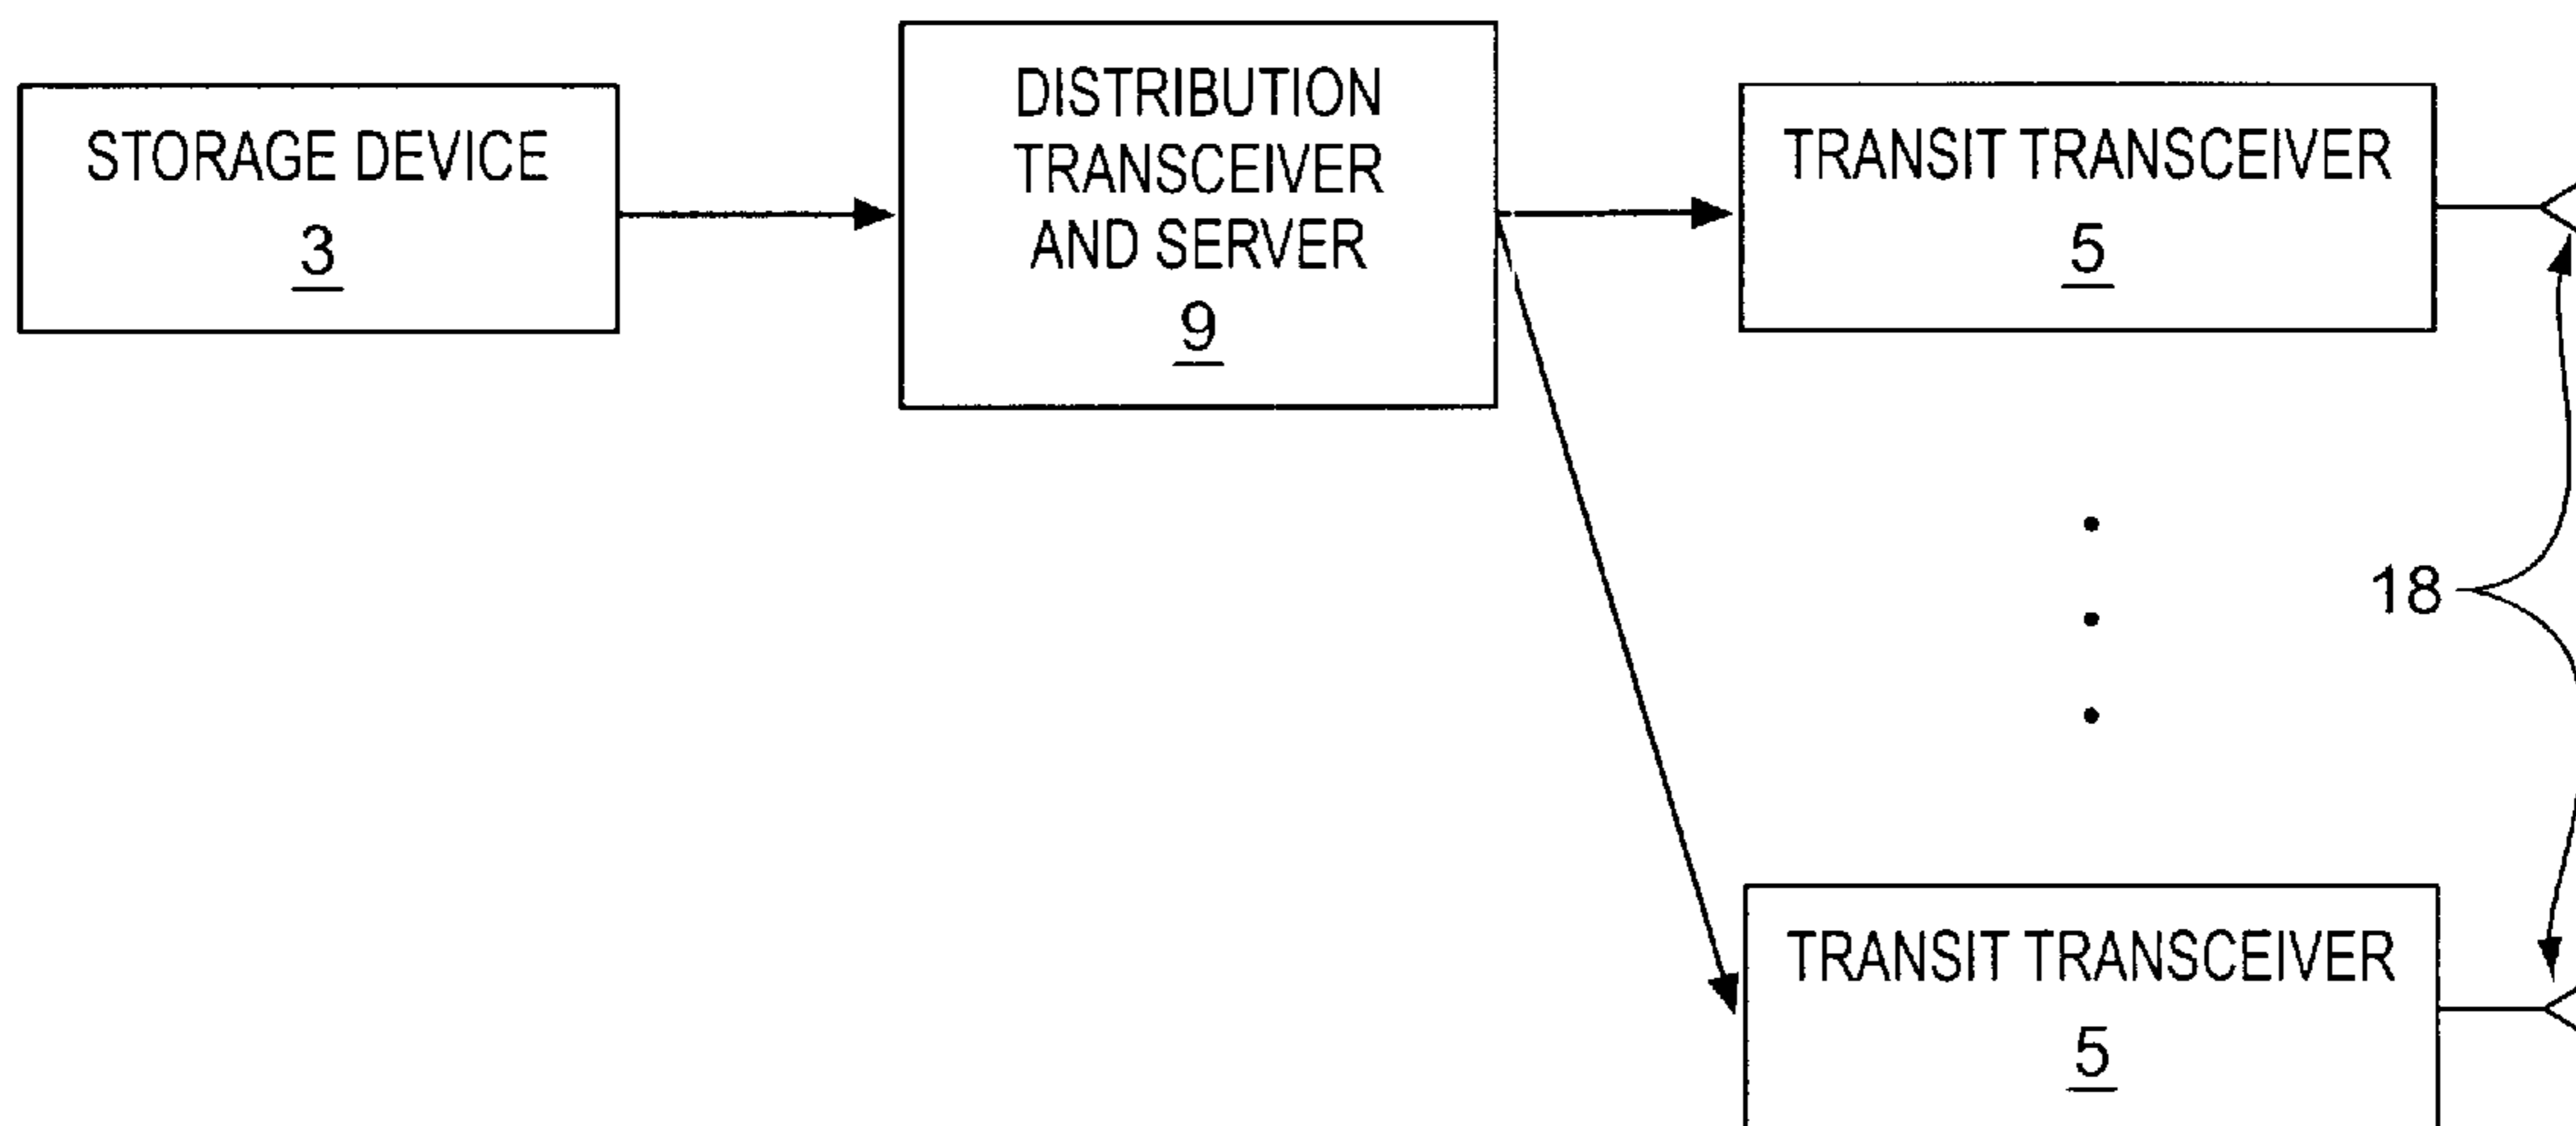 STORAGE DEVICE
3
DISTRIBUTION
TRANSCEIVER
AND SERVER
9
TRANSIT TRANSCEIVER
5
18
TRANSIT TRANSCEIVER
5